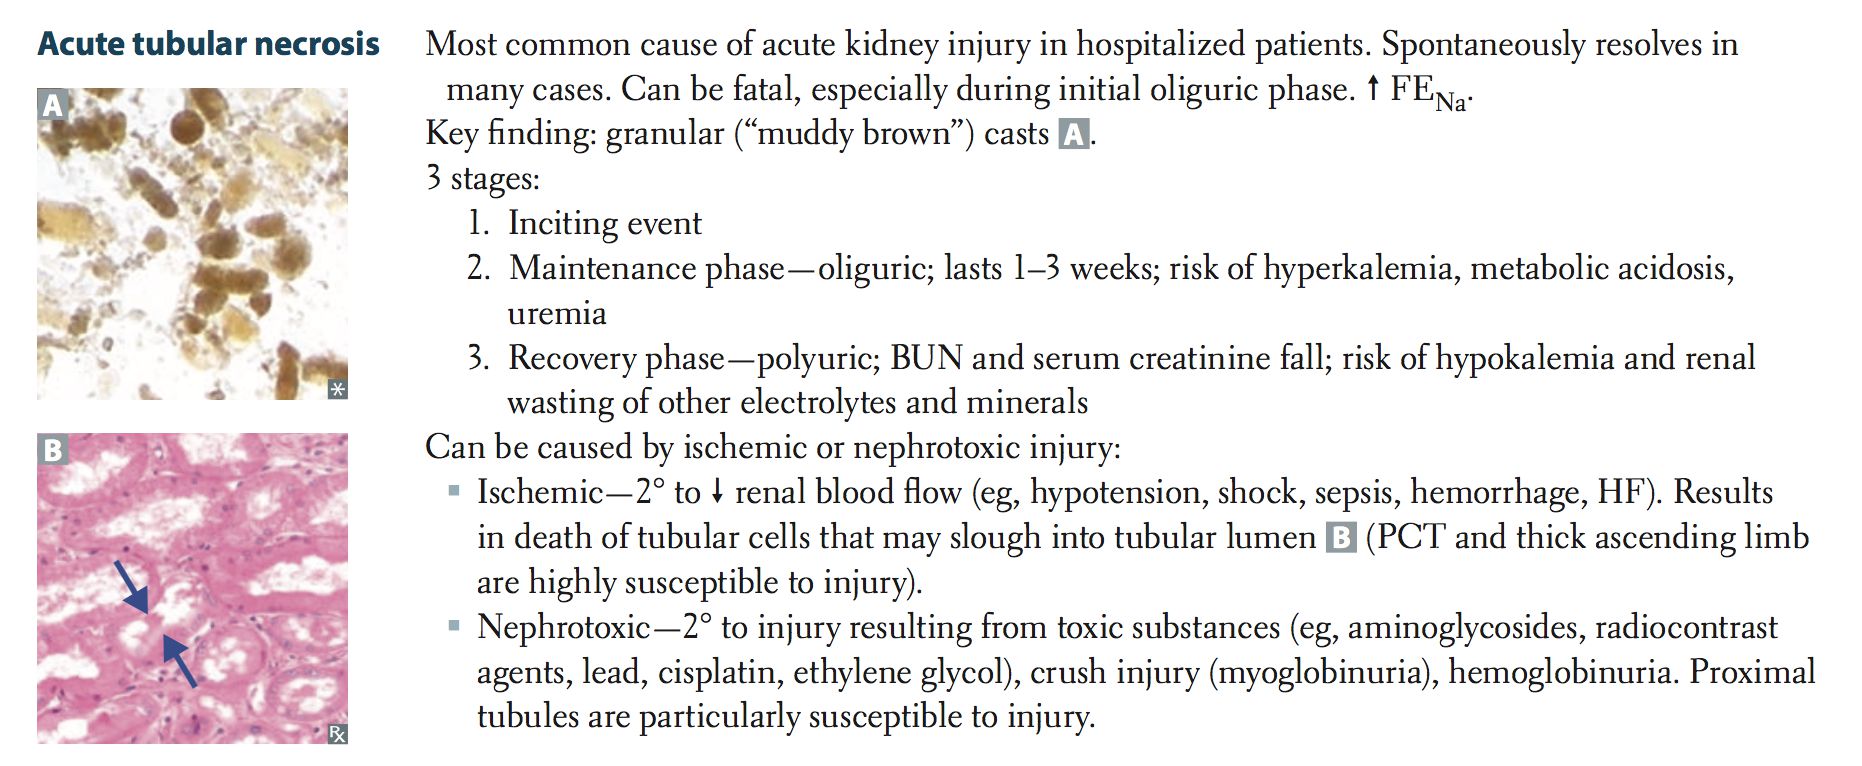 Acute tubular necrosis
A
B
Most common cause of acute kidney injury in hospitalized patients. Spontaneously resolves in
many cases. Can be fatal, especially during initial oliguric phase. ↑ FENa.
Key finding: granular (“muddy brown”) casts A.
3 stages:
1. Inciting event
2. Maintenance phase—oliguric; lasts 1–3 weeks; risk of hyperkalemia, metabolic acidosis,
uremia
3. Recovery phase—polyuric; BUN and serum creatinine fall; risk of hypokalemia and renal
wasting of other electrolytes and minerals
Can be caused by ischemic or nephrotoxic injury:
▪ Ischemic—2° to ↓ renal blood flow (eg, hypotension, shock, sepsis, hemorrhage, HF). Results
in death of tubular cells that may slough into tubular lumen B (PCT and thick ascending limb
are highly susceptible to injury).
▪ Nephrotoxic—2° to injury resulting from toxic substances (eg, aminoglycosides, radiocontrast
agents, lead, cisplatin, ethylene glycol), crush injury (myoglobinuria), hemoglobinuria. Proximal
tubules are particularly susceptible to injury.
*
℞